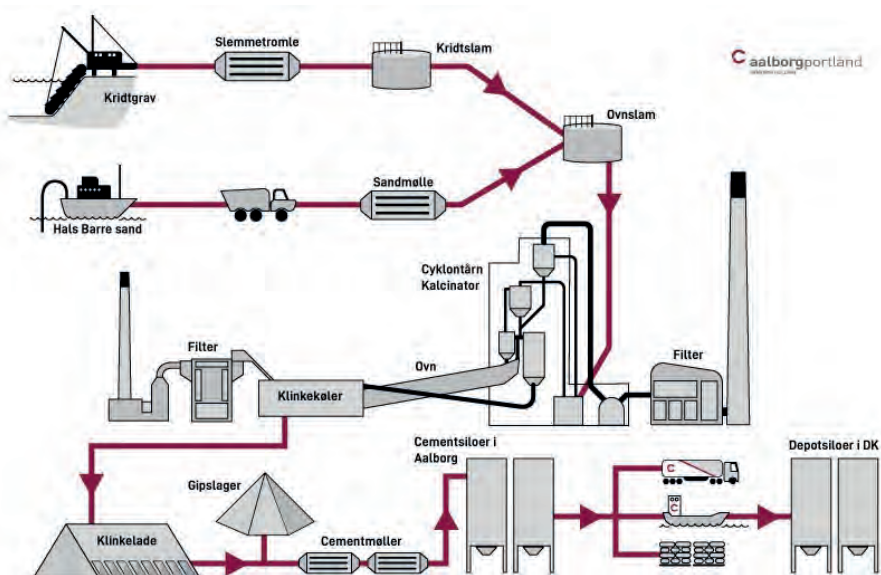 Slemmetromle
Kridtslam
aalborgportland
Kridtgrav
Ovnslam
Sandmølle
Hals Barre sand
Cyklontårn
Kalcinator
Filter
Filter
Ovn
Klinkekøler
Cementsiloer i
Aalborg
Depotsiloer i DK
Gipslager
Klinkelade
Cementmøller